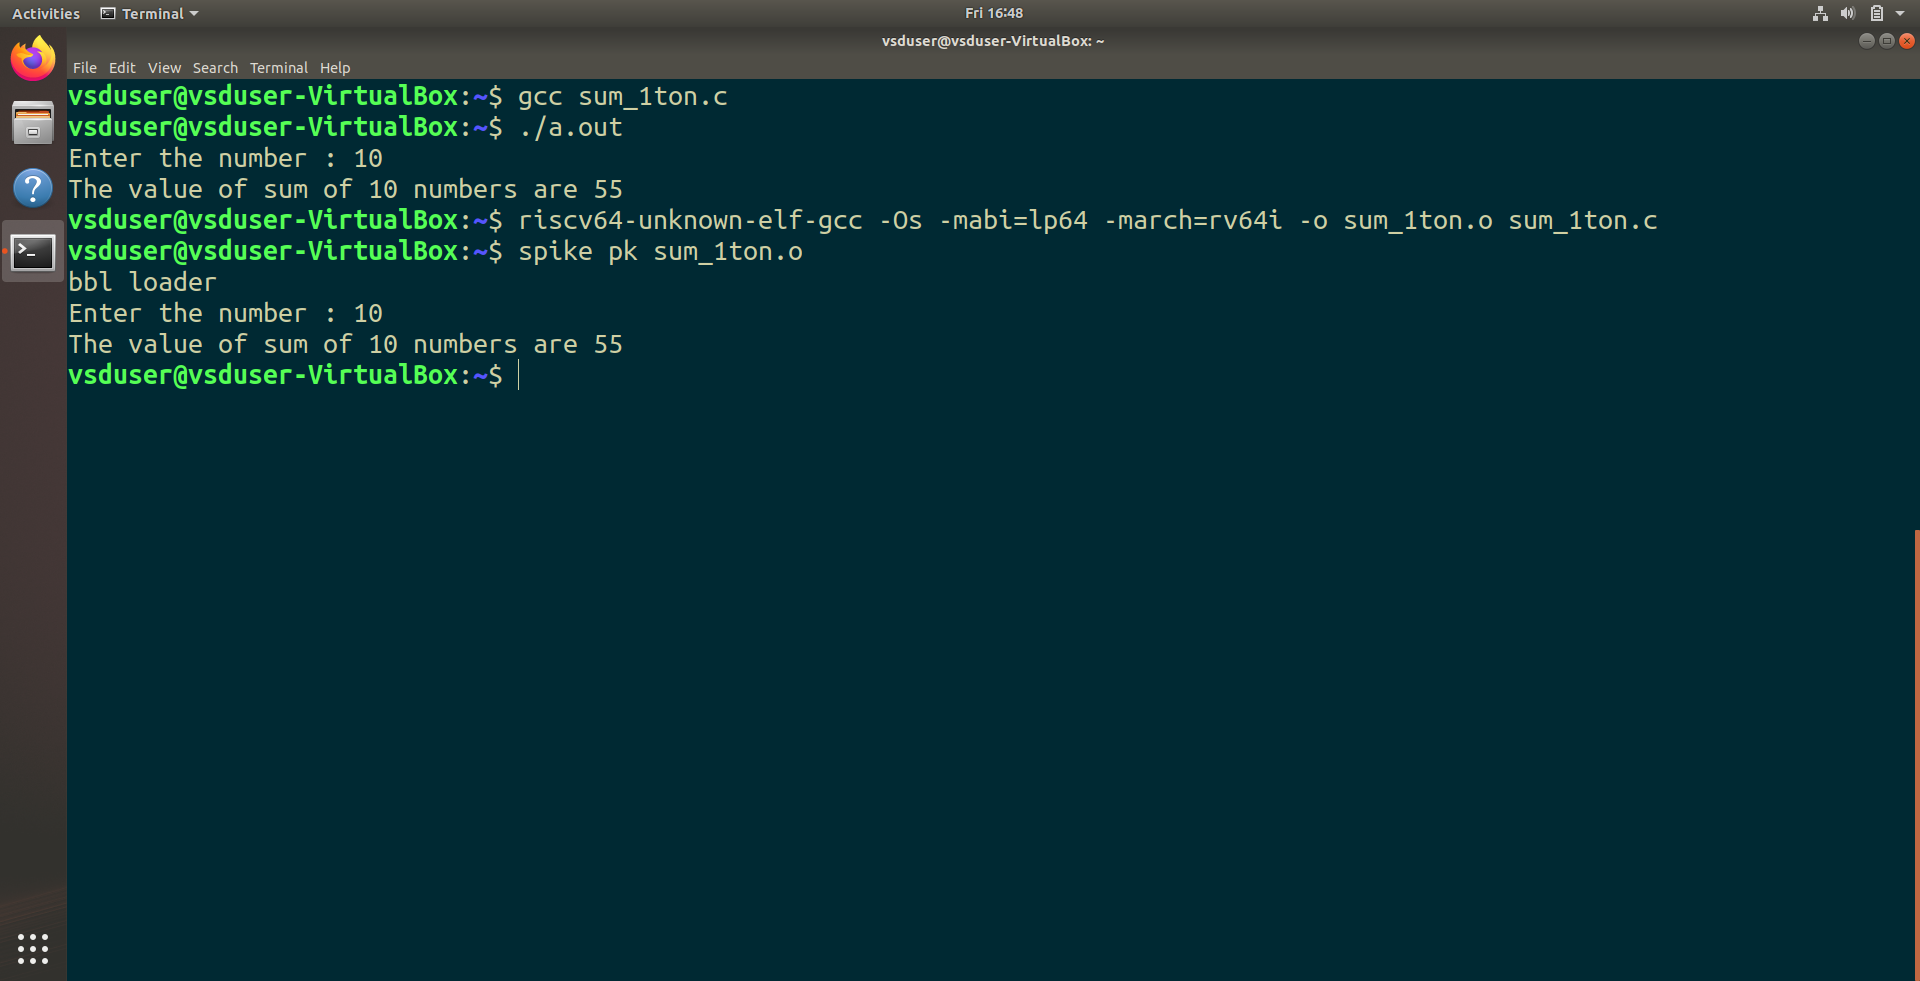 Activities Terminal Fri 16:48
vsduser@vsduser-VirtualBox: ~
File Edit View Search Terminal Help
vsduser@vsduser-VirtualBox:~$ gcc sum_1ton.c
vsduser@vsduser-VirtualBox:~$ ./a.out
Enter the number : 10
The value of sum of 10 numbers are 55
vsduser@vsduser-VirtualBox:~$ riscv64-unknown-elf-gcc -Os -mabi=lp64 -march=rv64i -o sum_1ton.o sum_1ton.c
vsduser@vsduser-VirtualBox:~$ spike pk sum_1ton.o
bbl loader
Enter the number : 10
The value of sum of 10 numbers are 55
vsduser@vsduser-VirtualBox:~$